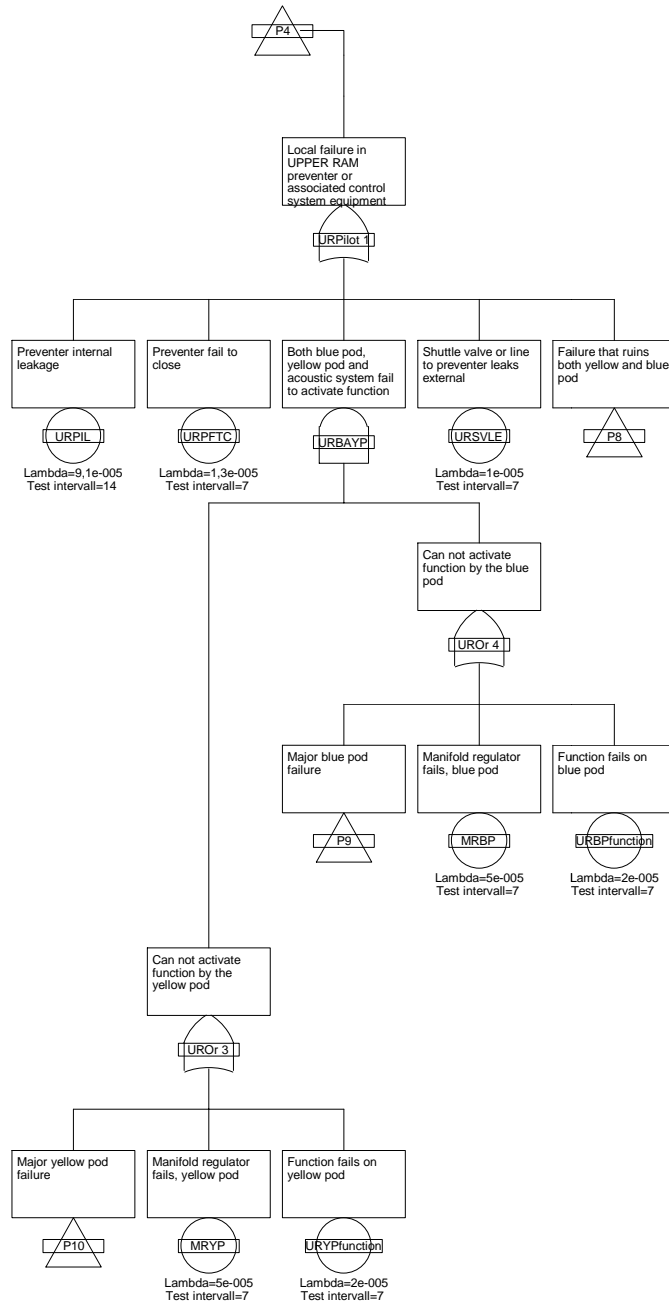 P4
Local failure in
UPPER RAM
preventer or
associated control
system equipment
URPilot 1
Preventer internal
leakage
URPIL
Lambda=9,1e-005
Test intervall=14
Preventer fail to
close
URPFTC
Lambda=1,3e-005
Test intervall=7
Both blue pod,
yellow pod and
acoustic system fail
to activate function
URBAYP
Shuttle valve or line
to preventer leaks
external
URSVLE
Lambda=1e-005
Test intervall=7
Failure that ruins
both yellow and blue
pod
P8
Can not activate
function by the blue
pod
UROr 4
Major blue pod
failure
P9
Manifold regulator
fails, blue pod
MRBP
Lambda=5e-005
Test intervall=7
Function fails on
blue pod
URBPfunction
Lambda=2e-005
Test intervall=7
Can not activate
function by the
yellow pod
UROr 3
Major yellow pod
failure
P10
Manifold regulator
fails, yellow pod
MRYP
Lambda=5e-005
Test intervall=7
Function fails on
yellow pod
URYPfunction
Lambda=2e-005
Test intervall=7